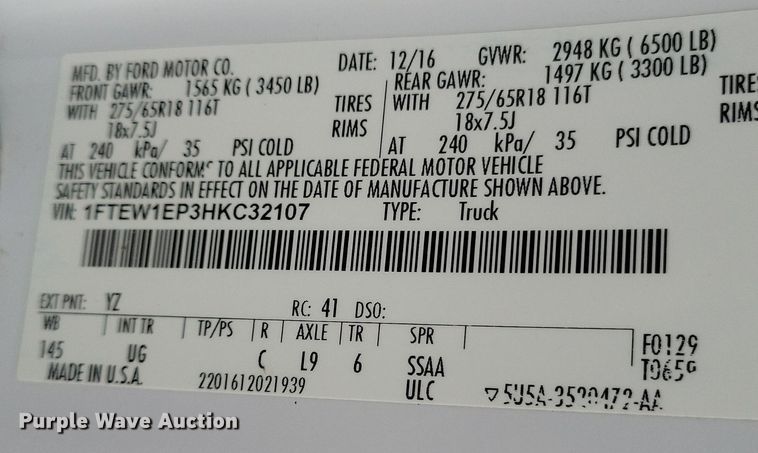 MFD. BY FORD MOTOR CO. DATE: 12/16 GVWR: 2948 KG ( 6500 LB)
FRONT GAWR: 1565 KG ( 3450 LB) REAR GAWR: 1497 KG ( 3300 LB)
WITH 275/65R18 116T TIRES WITH 275/65R18 116T TIRE
18x7.5J RIMS 18x7.5J RIMS
AT 240 kPa/ 35 PSI COLD AT 240 kPa/ 35 PSI COLD
THIS VEHICLE CONFORMS TO ALL APPLICABLE FEDERAL MOTOR VEHICLE
SAFETY STANDARDS IN EFFECT ON THE DATE OF MANUFACTURE SHOWN ABOVE.
VIN: 1FTEW1EP3HKC32107 TYPE: Truck
EXT PNT: YZ RC: 41 DSO:
WB INT TR TP/PS R AXLE TR SPR F0129
145 UG C L9 6 SSAA
MADE IN U.S.A. 2201612021939 ULC
Purple Wave Auction